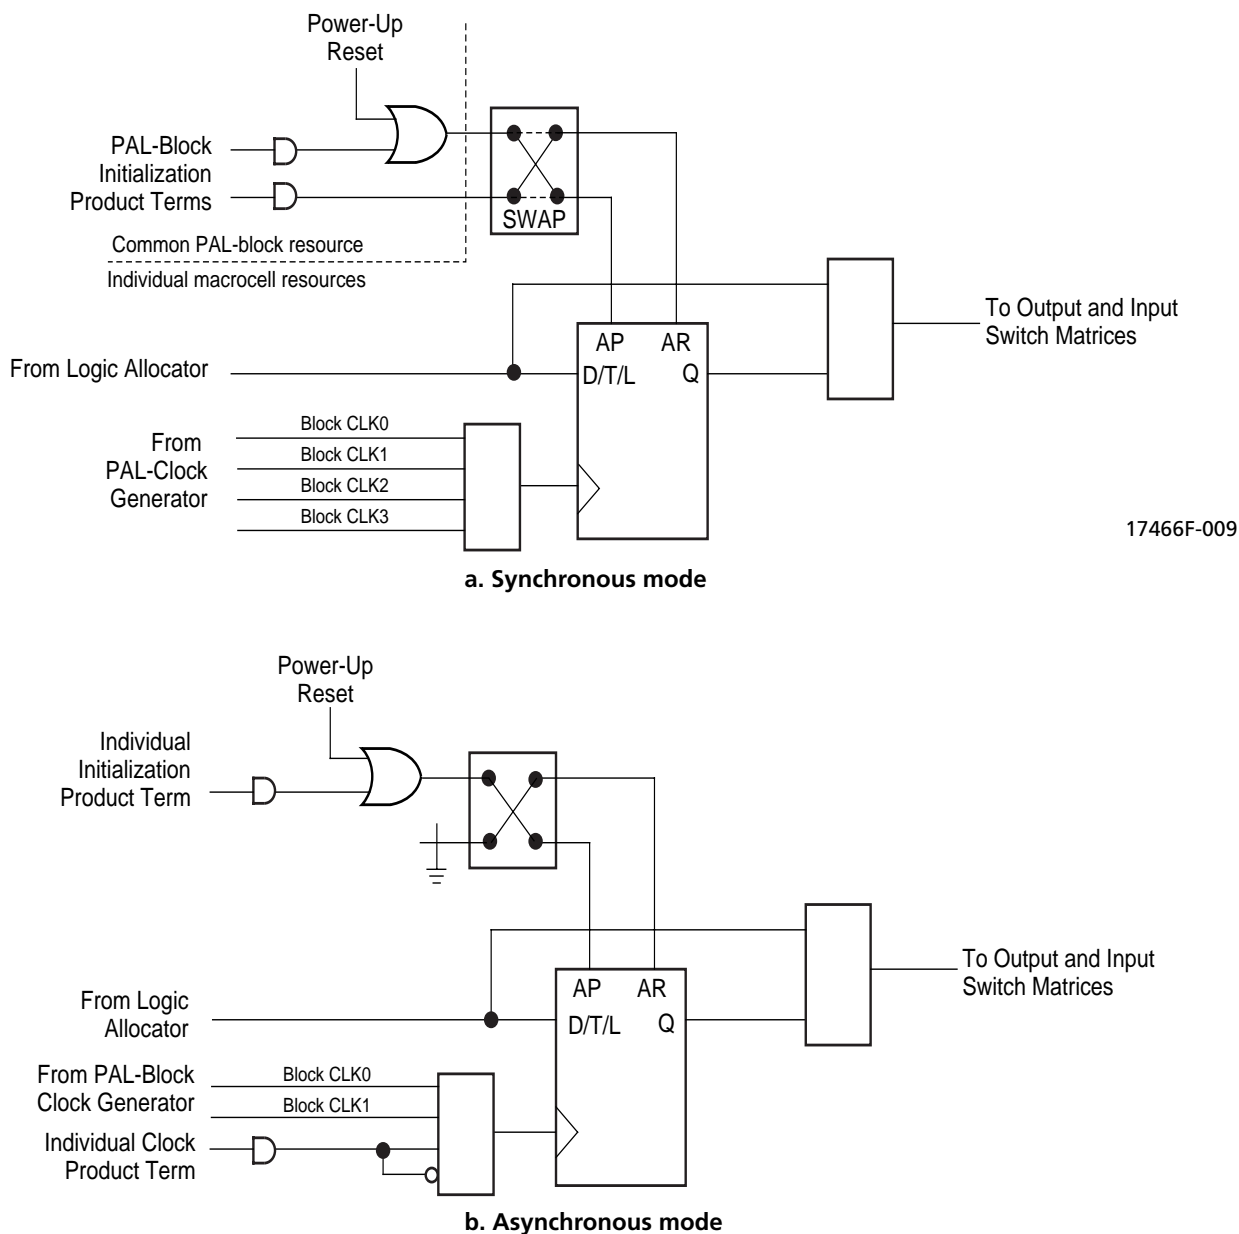 Power-Up
Reset
PAL-Block
Initialization
Product Terms
SWAP
Common PAL-block resource
Individual macrocell resources
To Output and Input
Switch Matrices
AP AR
From Logic Allocator
D/T/L Q
Block CLK0
From
PAL-Clock
Generator
Block CLK1
Block CLK2
Block CLK3
17466F-009
a. Synchronous mode
Power-Up
Reset
Individual
Initialization
Product Term
To Output and Input
Switch Matrices
AP AR
From Logic
Allocator
D/T/L Q
From PAL-Block
Clock Generator
Block CLK0
Block CLK1
Individual Clock
Product Term
b. Asynchronous mode